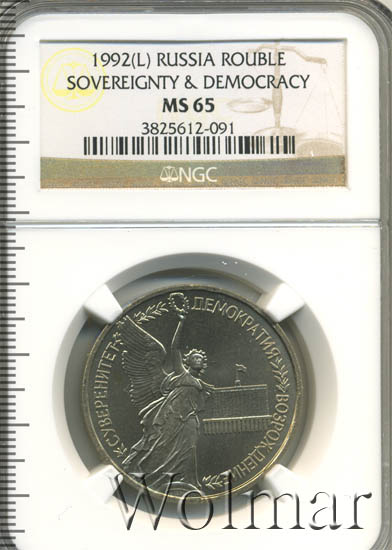 1992(L) RUSSIA ROUBLE
SOVEREIGNTY & DEMOCRACY
MS 65
3825612-091
NGC
СУВЕРЕНИТЕТ
ДЕМОКРАТИЯ
ВОЗРОЖДЕНИ
Wolmar